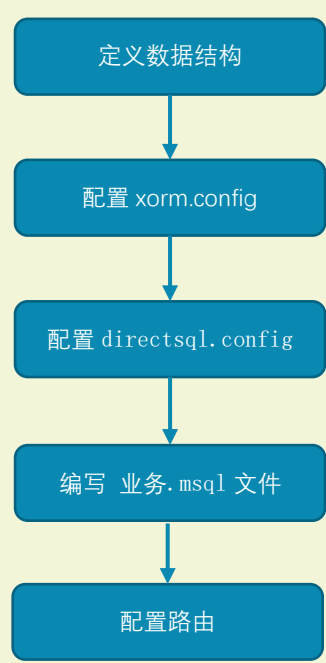 定义数据结构
配置 xorm.config
配置 directsql.config
编写 业务.msql 文件
配置路由